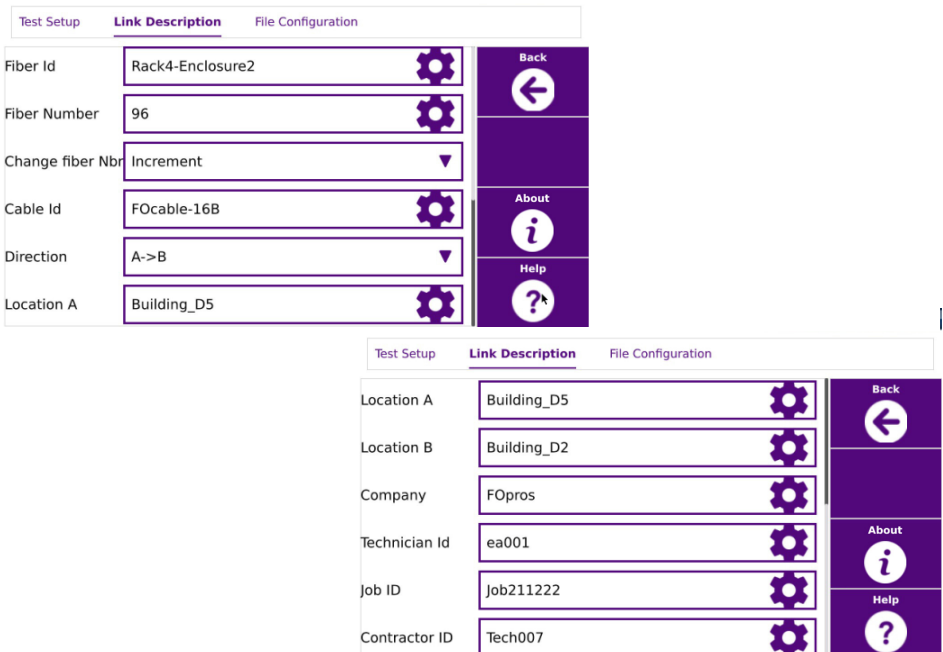 Test Setup Link Description File Configuration
Fiber Id Rack4-Enclosure2 Back
Fiber Number 96
Change fiber Nbr Increment
Cable Id FOcable-16B About
i
Direction A->B Help
Location A Building_D5 ?
Test Setup Link Description File Configuration
Location A Building_D5 Back
Location B Building_D2
Company FOpros
Technician Id ea001 About
i
Job ID Job211222 Help
Contractor ID Tech007 ?